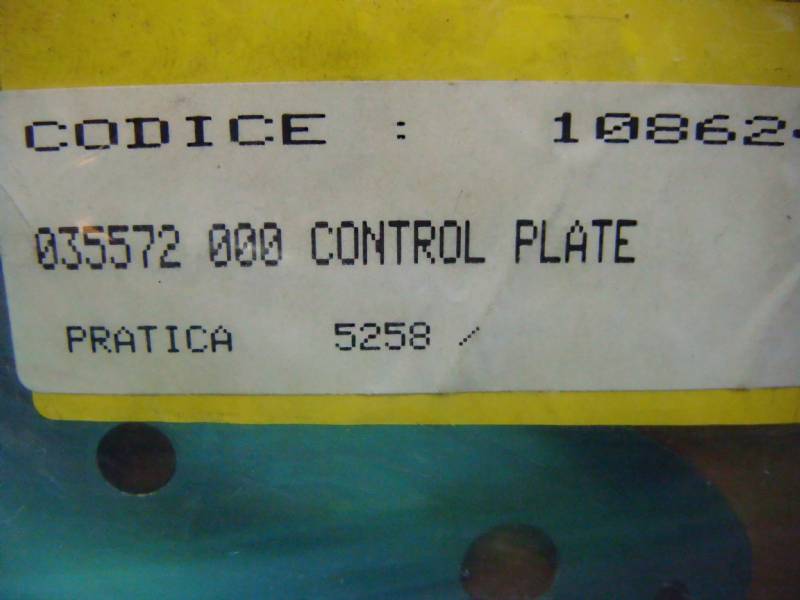 CODICE : 10862
035572 000 CONTROL PLATE
PRATICA 5258 /